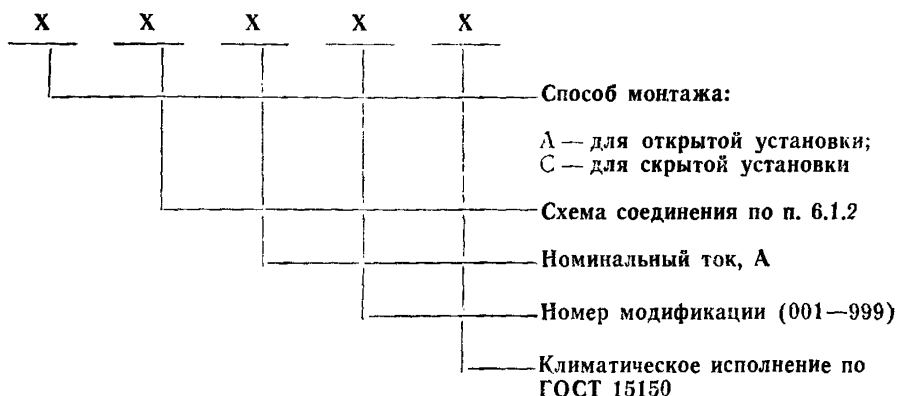 X X X X X
Способ монтажа:
А — для открытой установки;
С — для скрытой установки
Схема соединения по п. 6.1.2
Номинальный ток, А
Номер модификации (001—999)
Климатическое исполнение по
ГОСТ 15150